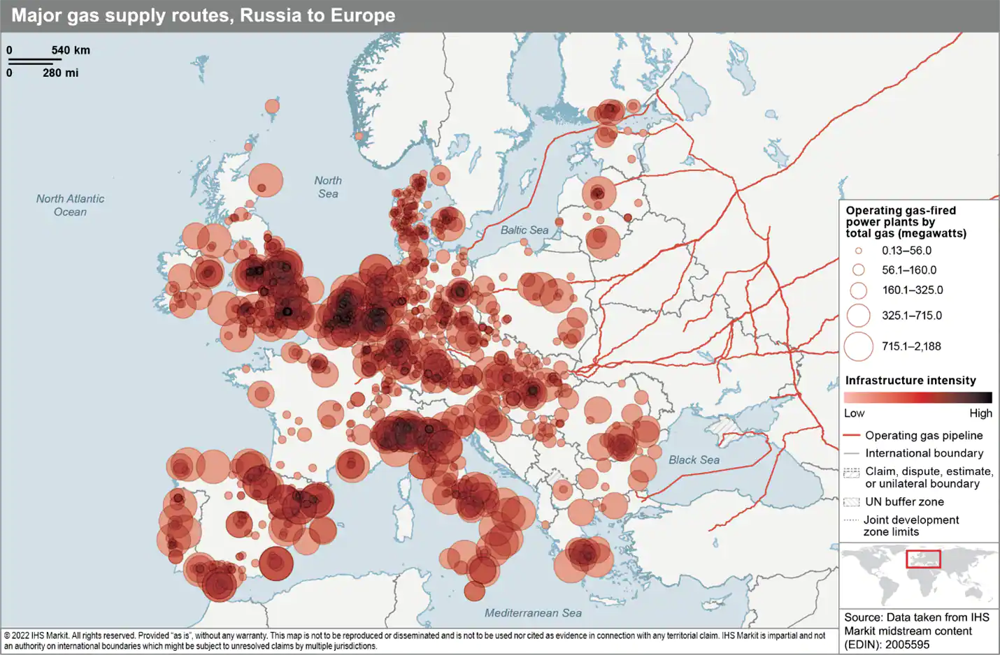 Major gas supply routes, Russia to Europe
0 540 km
0 280 mi
North Atlantic
Ocean
North
Sea
Baltic Sea
Black Sea
Mediterranean Sea
Operating gas-fired
power plants by
total gas (megawatts)
0.13–56.0
56.1–160.0
160.1–325.0
325.1–715.0
715.1–2,188
Infrastructure intensity
Low High
Operating gas pipeline
International boundary
Claim, dispute, estimate,
or unilateral boundary
UN buffer zone
Joint development
zone limits
Source: Data taken from IHS
Markit midstream content
(EDIN): 2005595
© 2022 IHS Markit. All rights reserved. Provided “as is”, without any warranty. This map is not to be reproduced or disseminated and is not to be used nor cited as evidence in connection with any territorial claim. IHS Markit is impartial and not
an authority on international boundaries which might be subject to unresolved claims by multiple jurisdictions.